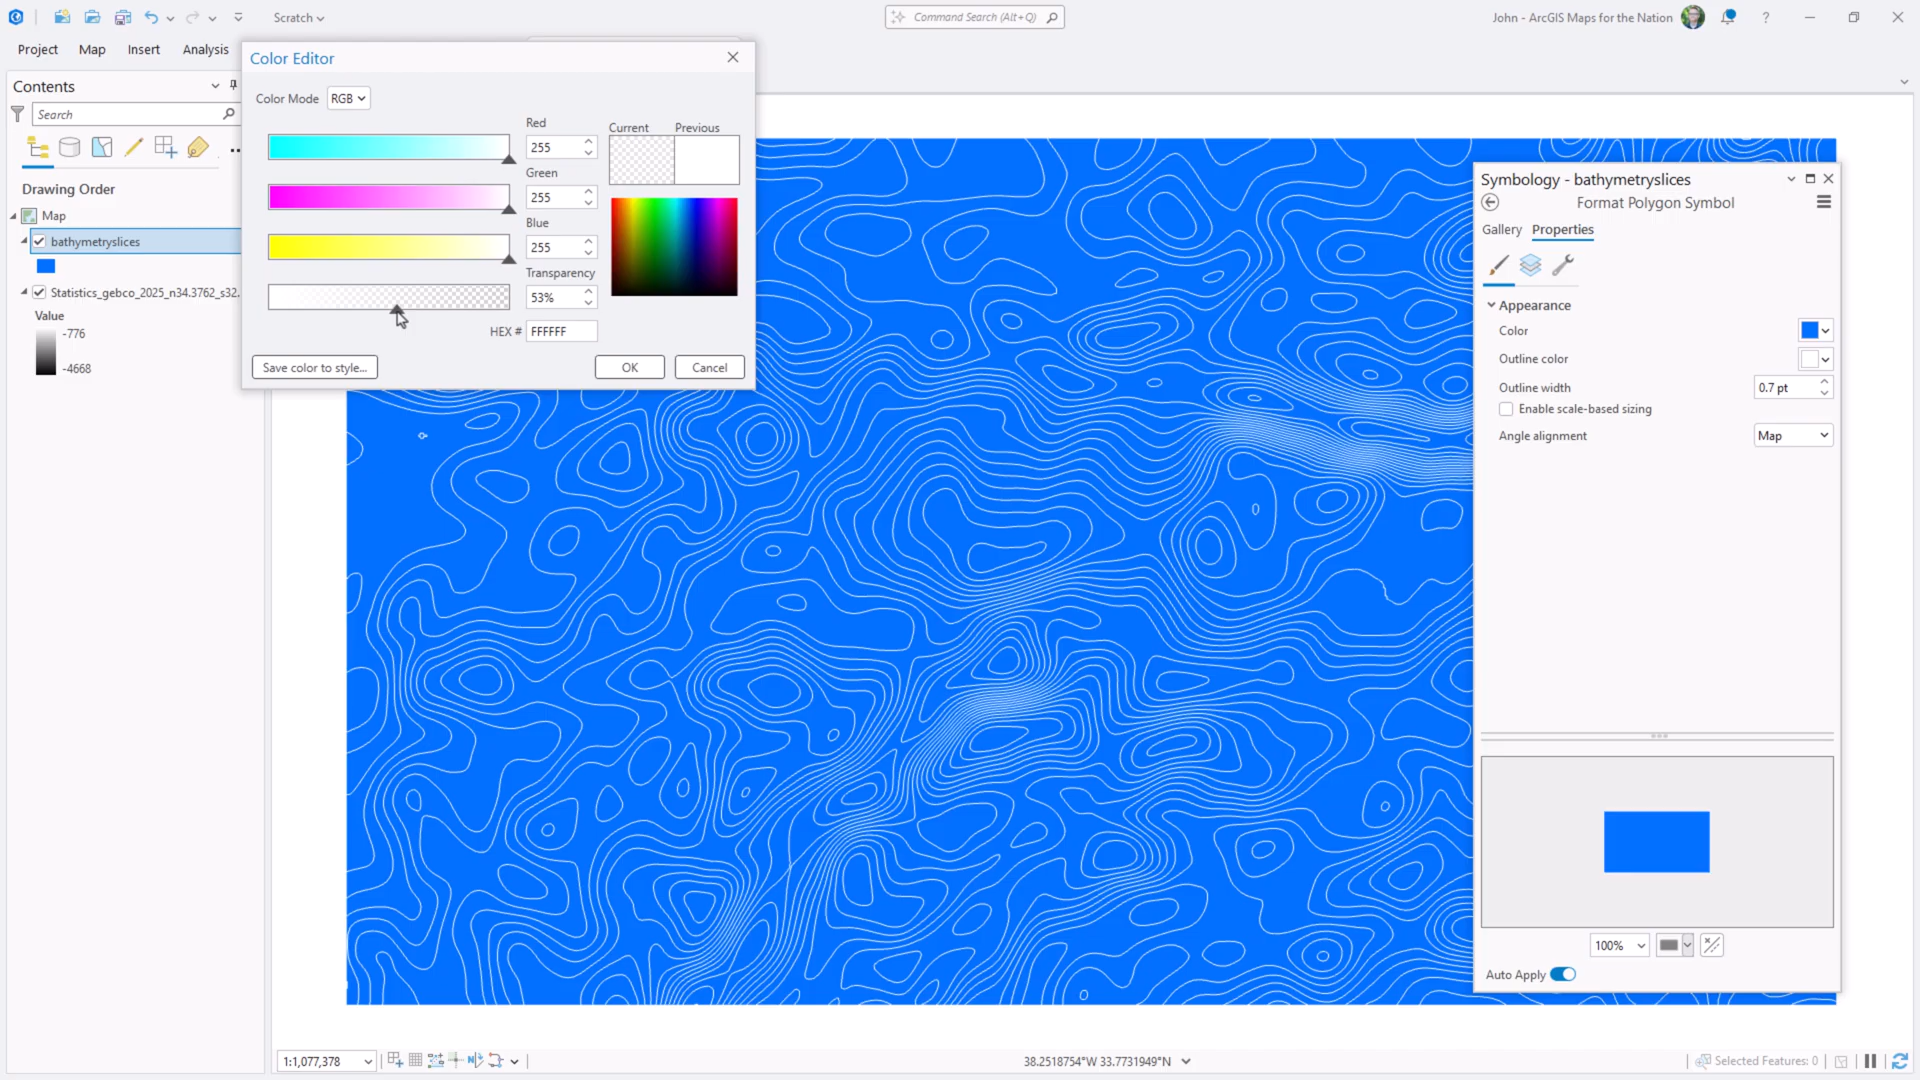 Scratch
Command Search (Alt+Q)
John - ArcGIS Maps for the Nation
?
Project
Map
Insert
Analysis
Contents
Search
Drawing Order
Map
bathymetryslices
Statistics_gebco_2025_n34.3762_s32.
Value
-776
-4668
Color Editor
Color Mode
RGB
Red
255
Green
255
Blue
255
Transparency
53%
HEX #
FFFFFF
Current
Previous
Save color to style...
OK
Cancel
Symbology - bathymetryslices
Format Polygon Symbol
Gallery
Properties
Appearance
Color
Outline color
Outline width
0.7 pt
Enable scale-based sizing
Angle alignment
Map
100%
Auto Apply
1:1,077,378
38.2518754°W 33.7731949°N
Selected Features: 0